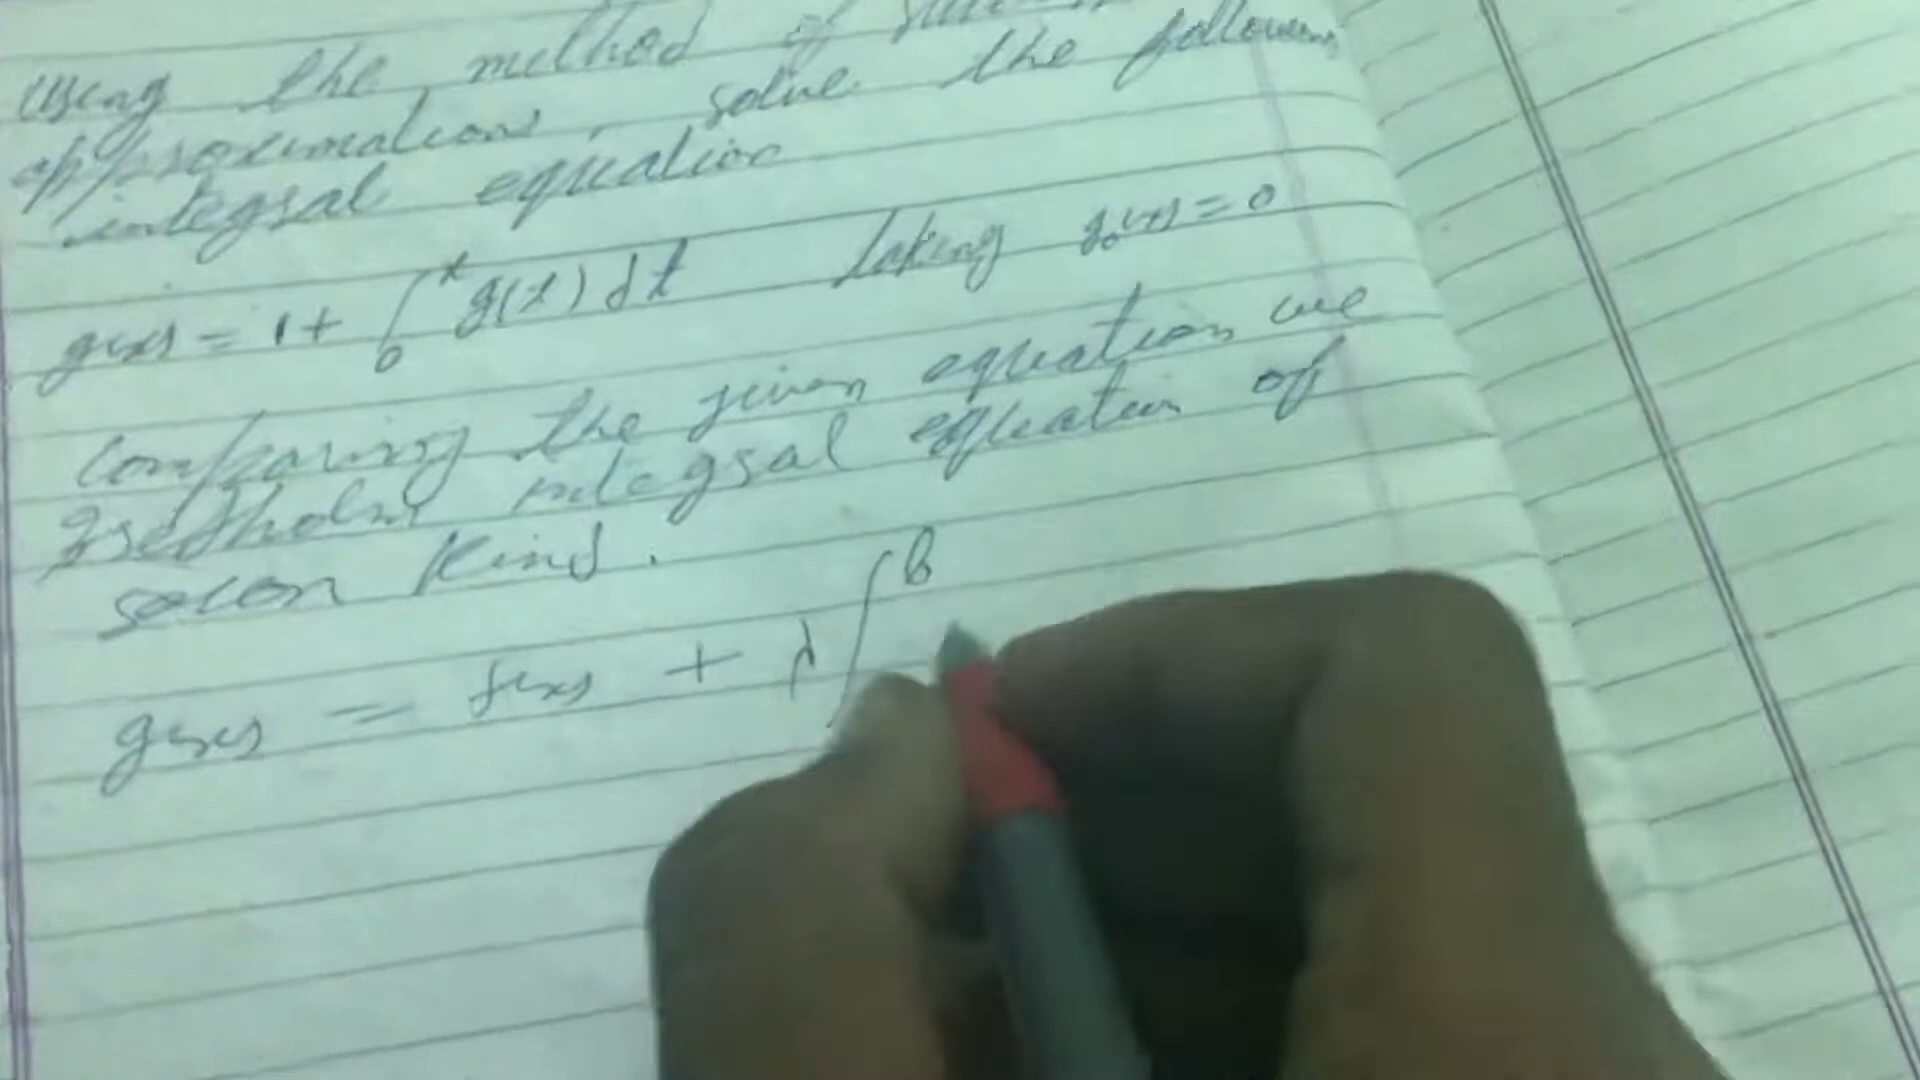 Using the method of
approximations, solve the following
integral equation
g(x) = 1 + ∫₀ˣ g(t) dt taking g₀(x) = 0
Comparing the given equation we
Fredholm integral equation of
secon kind.
g(x) = f(x) + λ ∫ b